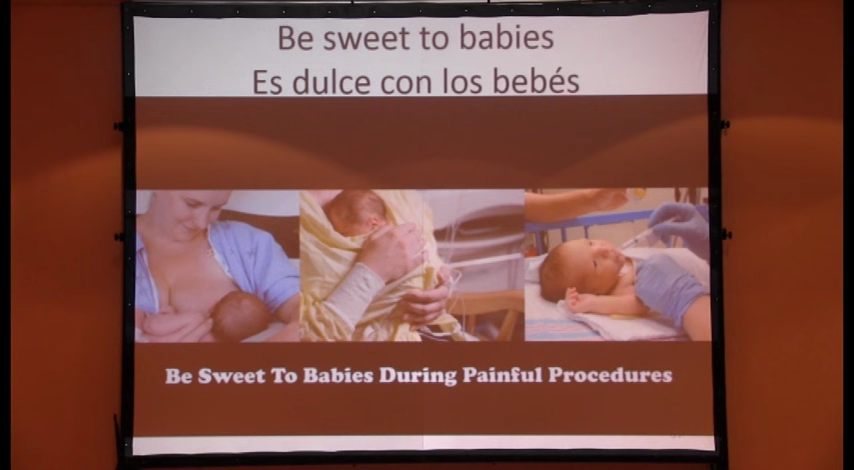 Be sweet to babies
Es dulce con los bebés
Be Sweet To Babies During Painful Procedures